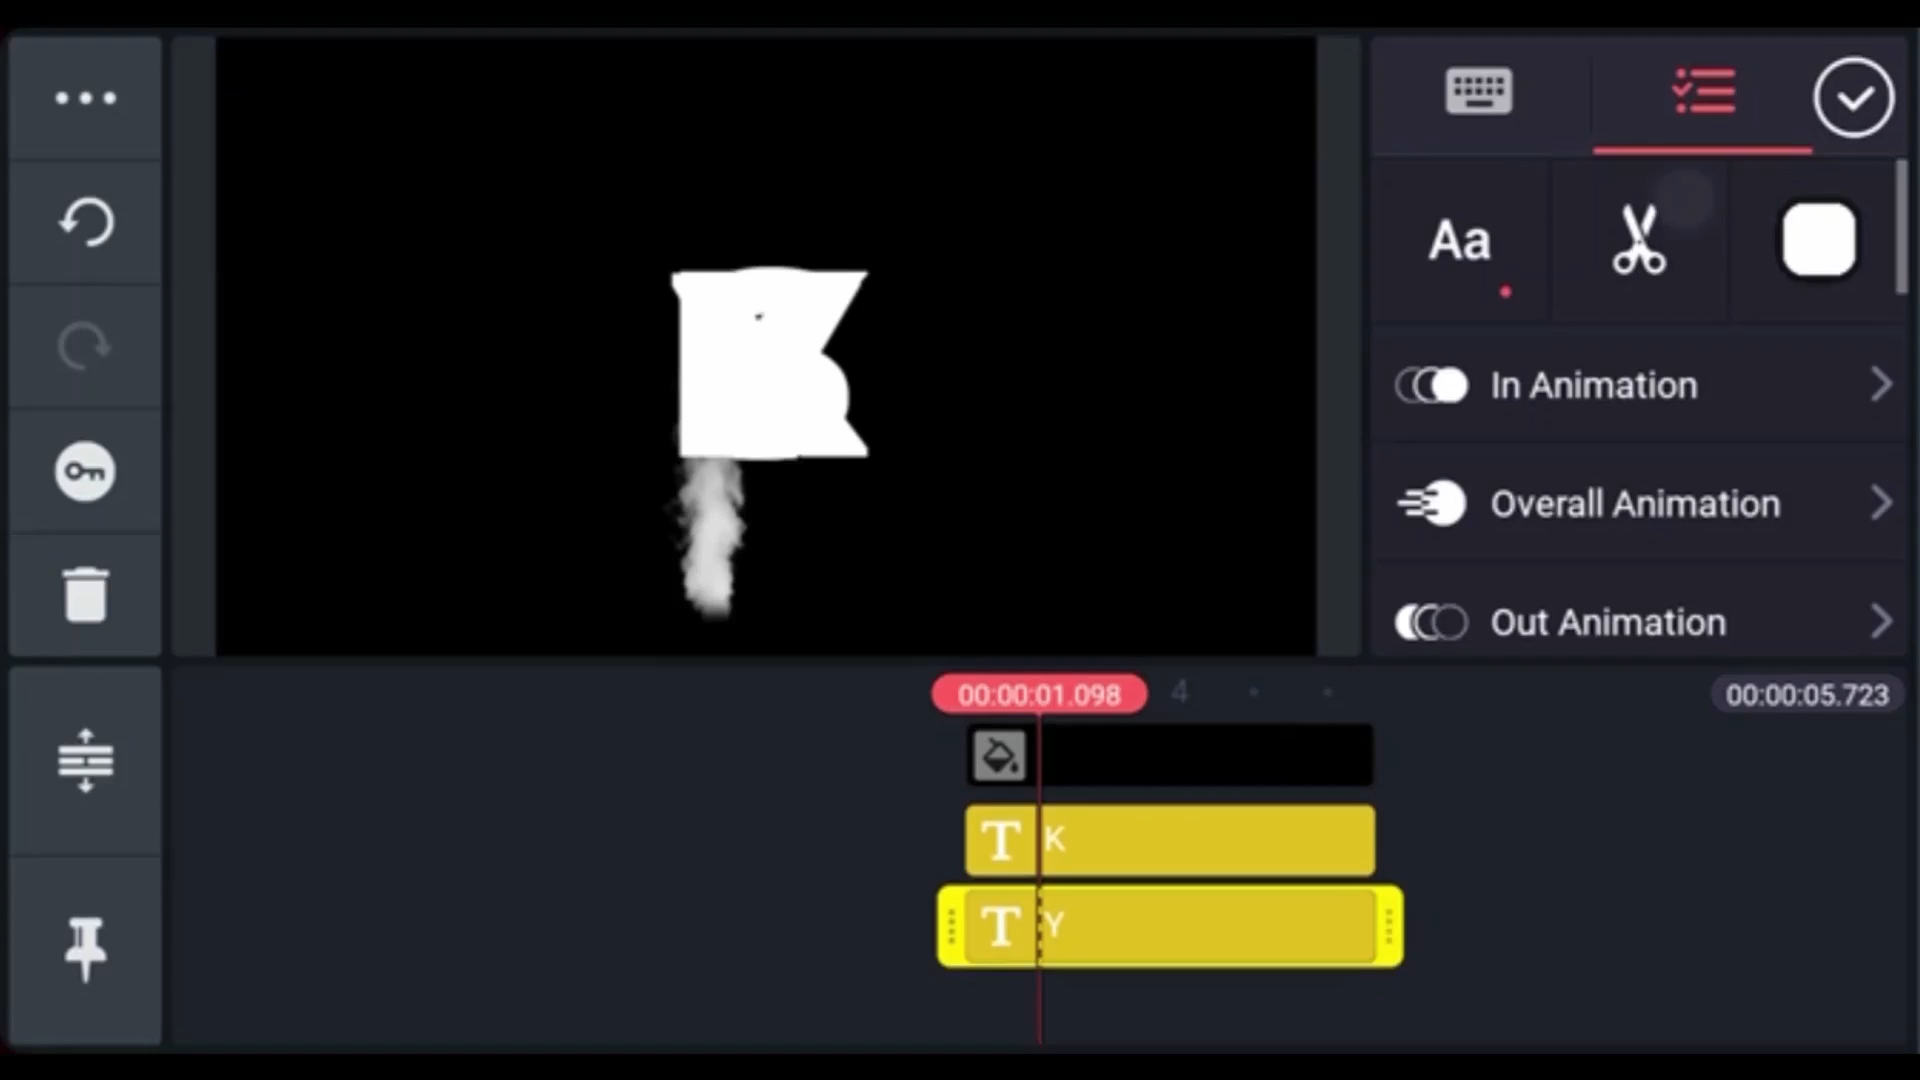 Aa
In Animation
Overall Animation
Out Animation
00:00:01.098
4
00:00:05.723
T K
T Y